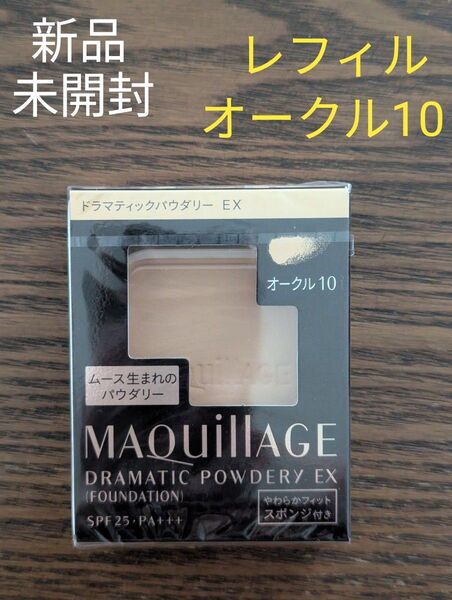 新品
未開封
レフィル
オークル10
ドラマティックパウダリー EX
オークル10
ムース生まれの
パウダリー
MAQuillAGE
DRAMATIC POWDERY EX
(FOUNDATION)
SPF25・PA+++
やわらかフィット
スポンジ付き